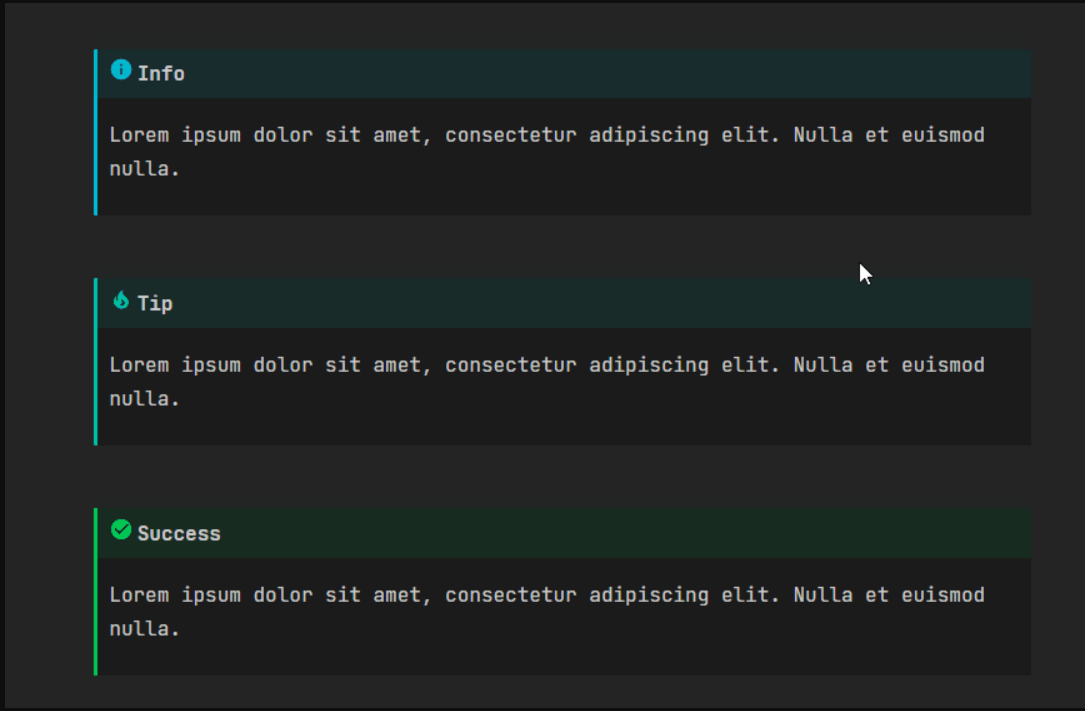 Info
Lorem ipsum dolor sit amet, consectetur adipiscing elit. Nulla et euismod
nulla.
Tip
Lorem ipsum dolor sit amet, consectetur adipiscing elit. Nulla et euismod
nulla.
Success
Lorem ipsum dolor sit amet, consectetur adipiscing elit. Nulla et euismod
nulla.